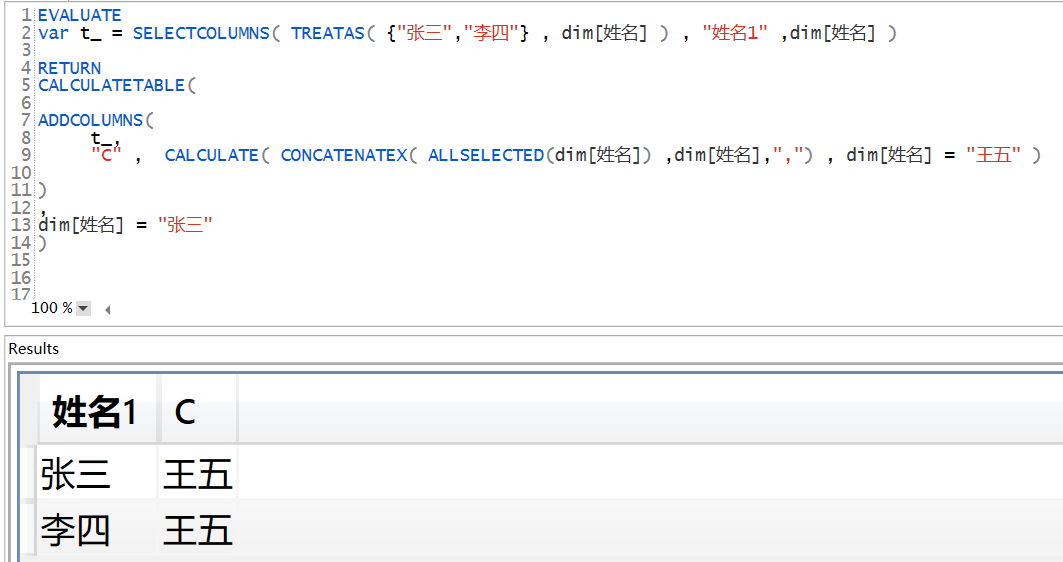 1 EVALUATE
2 var t_ = SELECTCOLUMNS( TREATAS( {"张三","李四"} , dim[姓名] ) , "姓名1" ,dim[姓名] )
3
4 RETURN
5 CALCULATETABLE(
6
7 ADDCOLUMNS(
8 t_,
9 "C" , CALCULATE( CONCATENATEX( ALLSELECTED(dim[姓名]) ,dim[姓名],",") , dim[姓名] = "王五" )
10
11 )
12 ,
13 dim[姓名] = "张三"
14 )
15
16
17
100 %
Results
姓名1 C
张三 王五
李四 王五